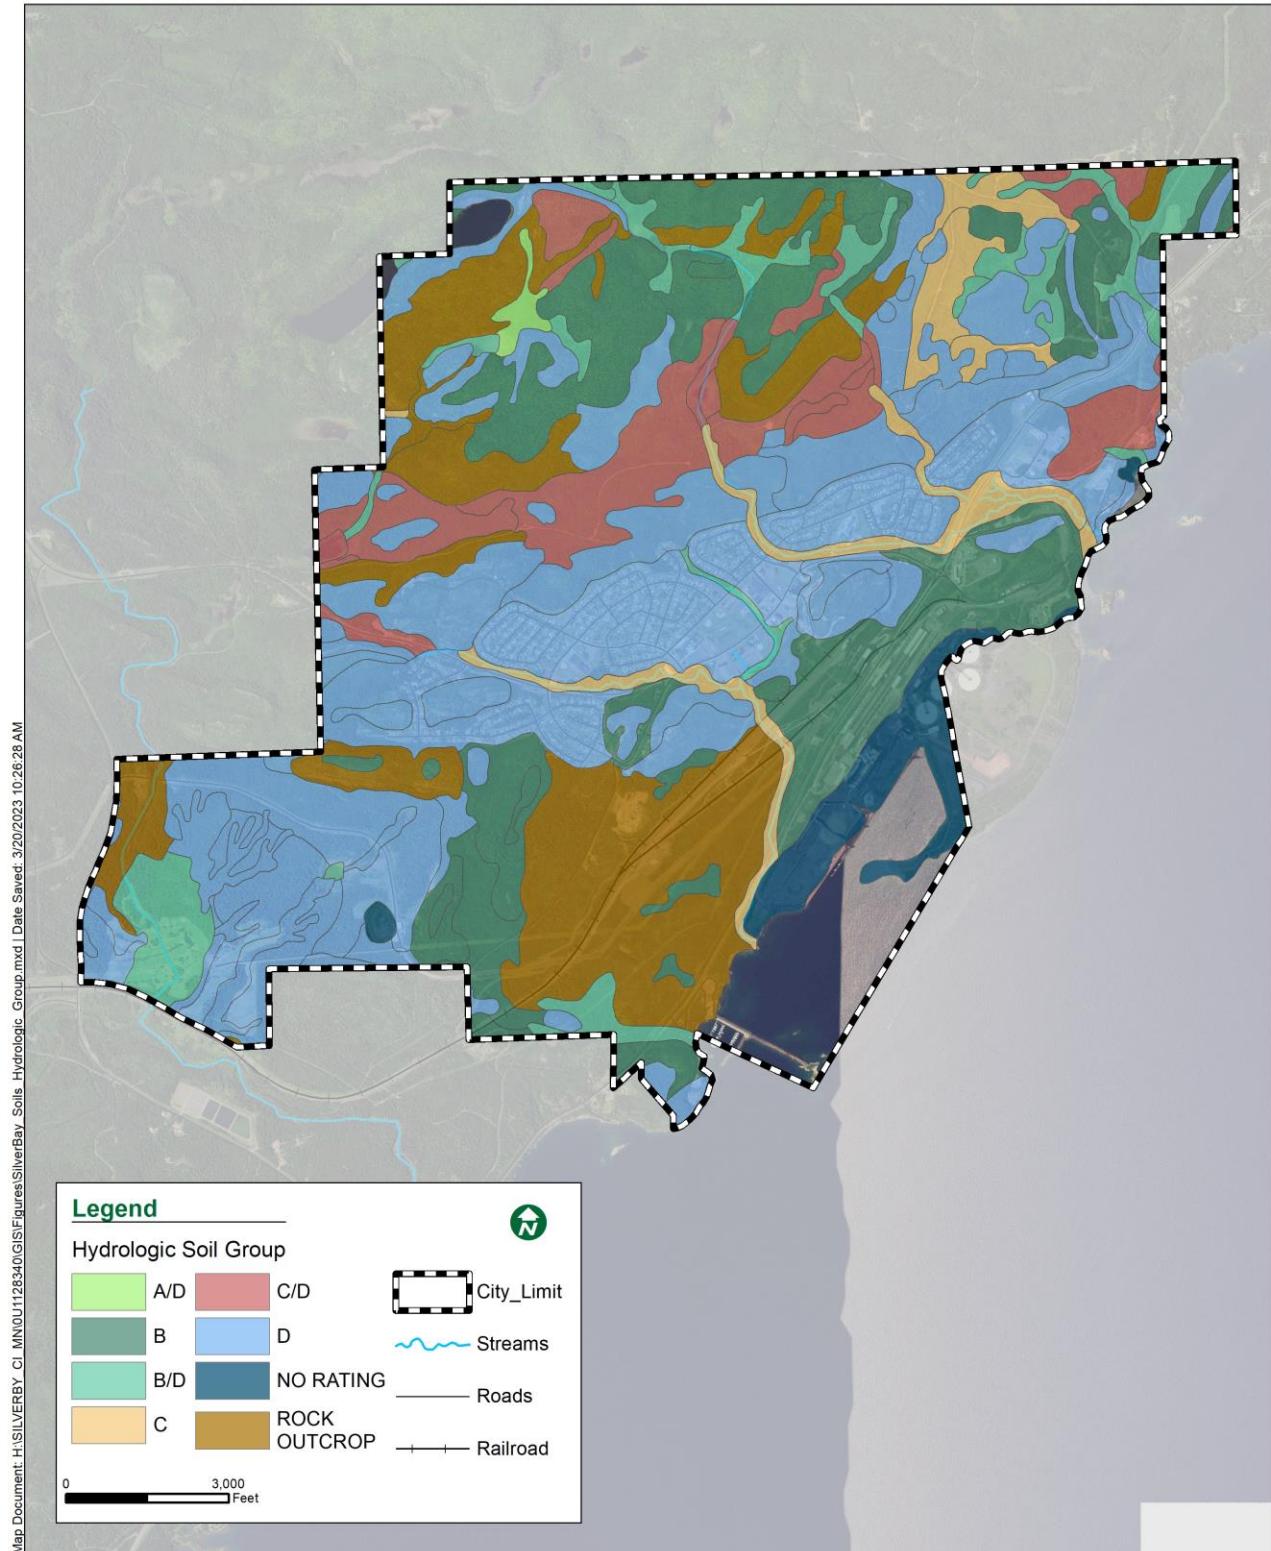 Map Document: H:\SILVERBY_CI_MN\0U1128340\GIS\Figures\SilverBay_Soils_Hydrologic_Group.mxd | Date Saved: 3/20/2023 10:26:28 AM
Legend
N
Hydrologic Soil Group
A/D
B
B/D
C
C/D
D
NO RATING
ROCK
OUTCROP
City_Limit
Streams
Roads
Railroad
0
3,000
Feet